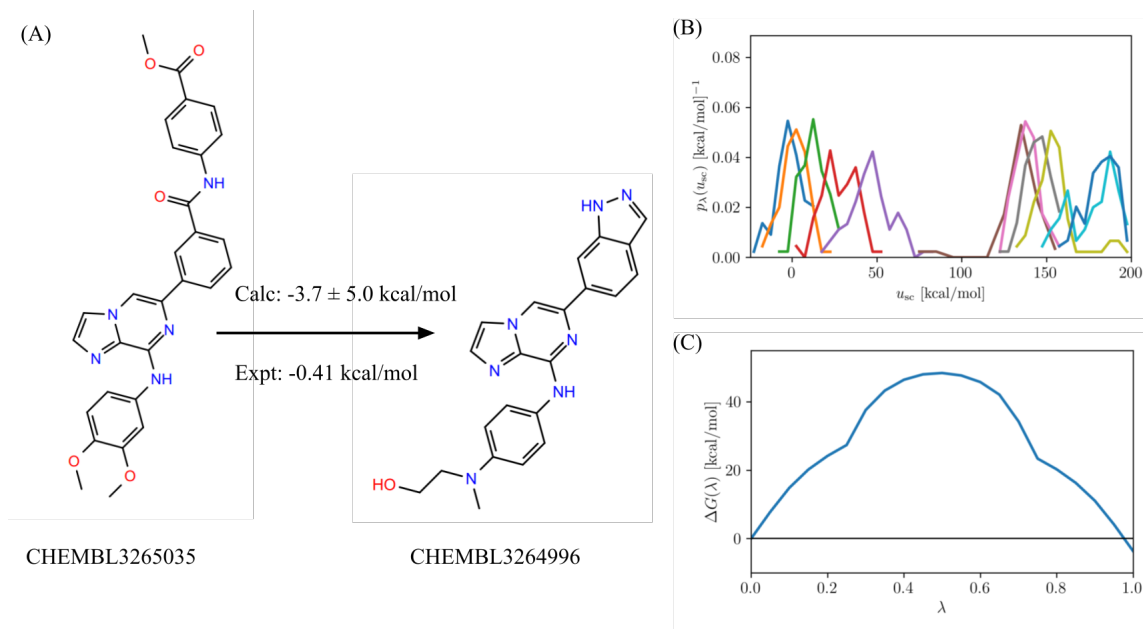 (A)
O
O
O
NH
N
N
N
NH
O
O
CHEMBL3265035
Calc: -3.7 ± 5.0 kcal/mol
Expt: -0.41 kcal/mol
HN
N
N
N
N
NH
HO
N
CHEMBL3264996
(B)
0.08
0.06
0.04
0.02
0.00
pλ(usc) [kcal/mol]⁻¹
0
50
100
150
200
usc [kcal/mol]
(C)
40
20
0
ΔG(λ) [kcal/mol]
0.0
0.2
0.4
0.6
0.8
1.0
λ